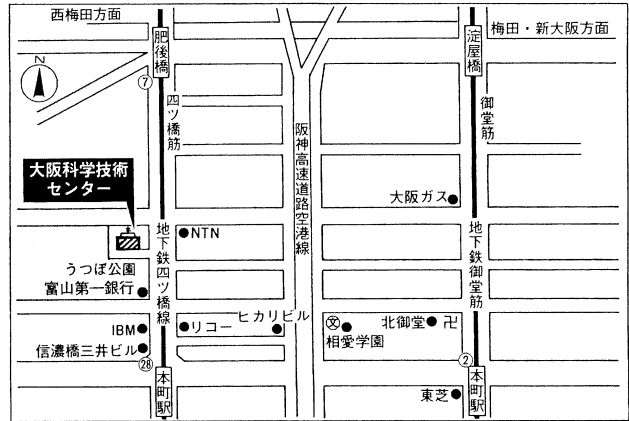 西梅田方面
梅田・新大阪方面
肥後橋
淀屋橋
N
7
四ツ橋筋
御堂筋
阪神高速道路空港線
大阪科学技術
センター
大阪ガス
NTN
地下鉄四ツ橋線
地下鉄御堂筋
うつぼ公園
富山第一銀行
ヒカリビル
IBM
リコー
文
相愛学園
北御堂
卍
信濃橋三井ビル
28
2
本町駅
本町駅
東芝